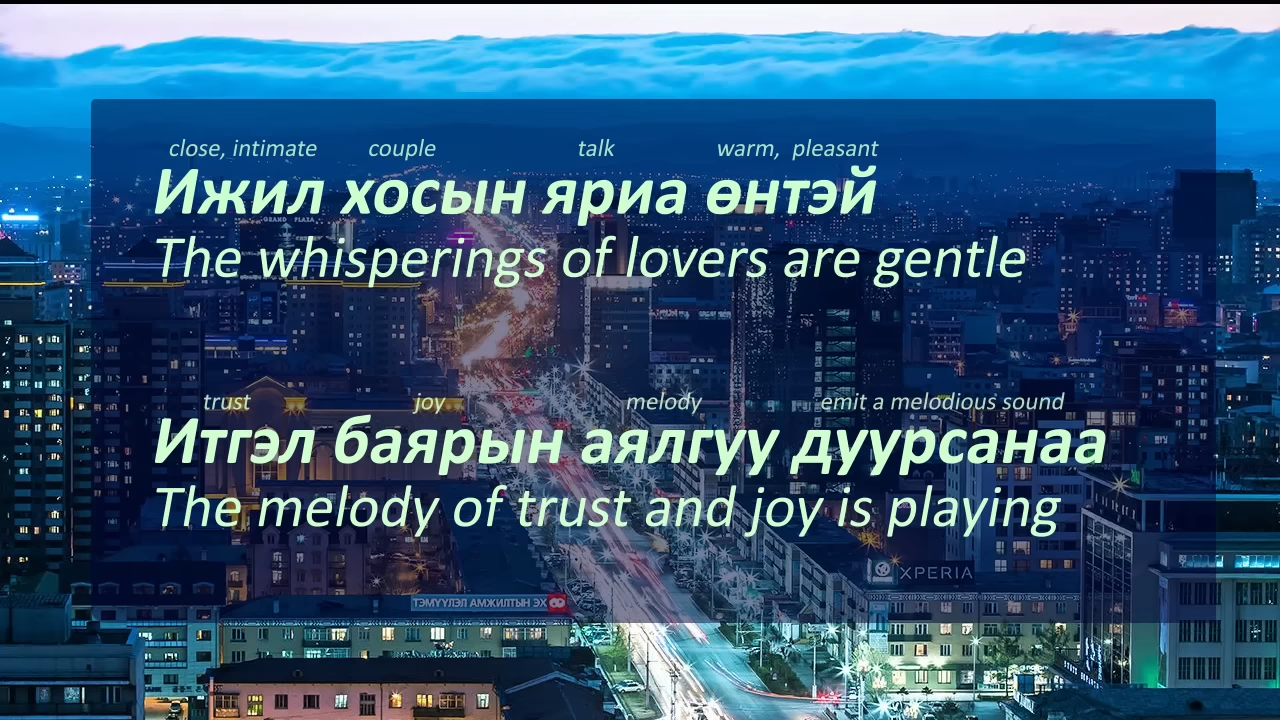 close, intimate couple talk warm, pleasant
Ижил хосын яриа өнтэй
The whisperings of lovers are gentle
trust joy melody emit a melodious sound
Итгэл баярын аялгуу дуурсанаа
The melody of trust and joy is playing
XPERIA
ТЭМҮҮЛЭЛ АМЖИЛТЫН ЭХ